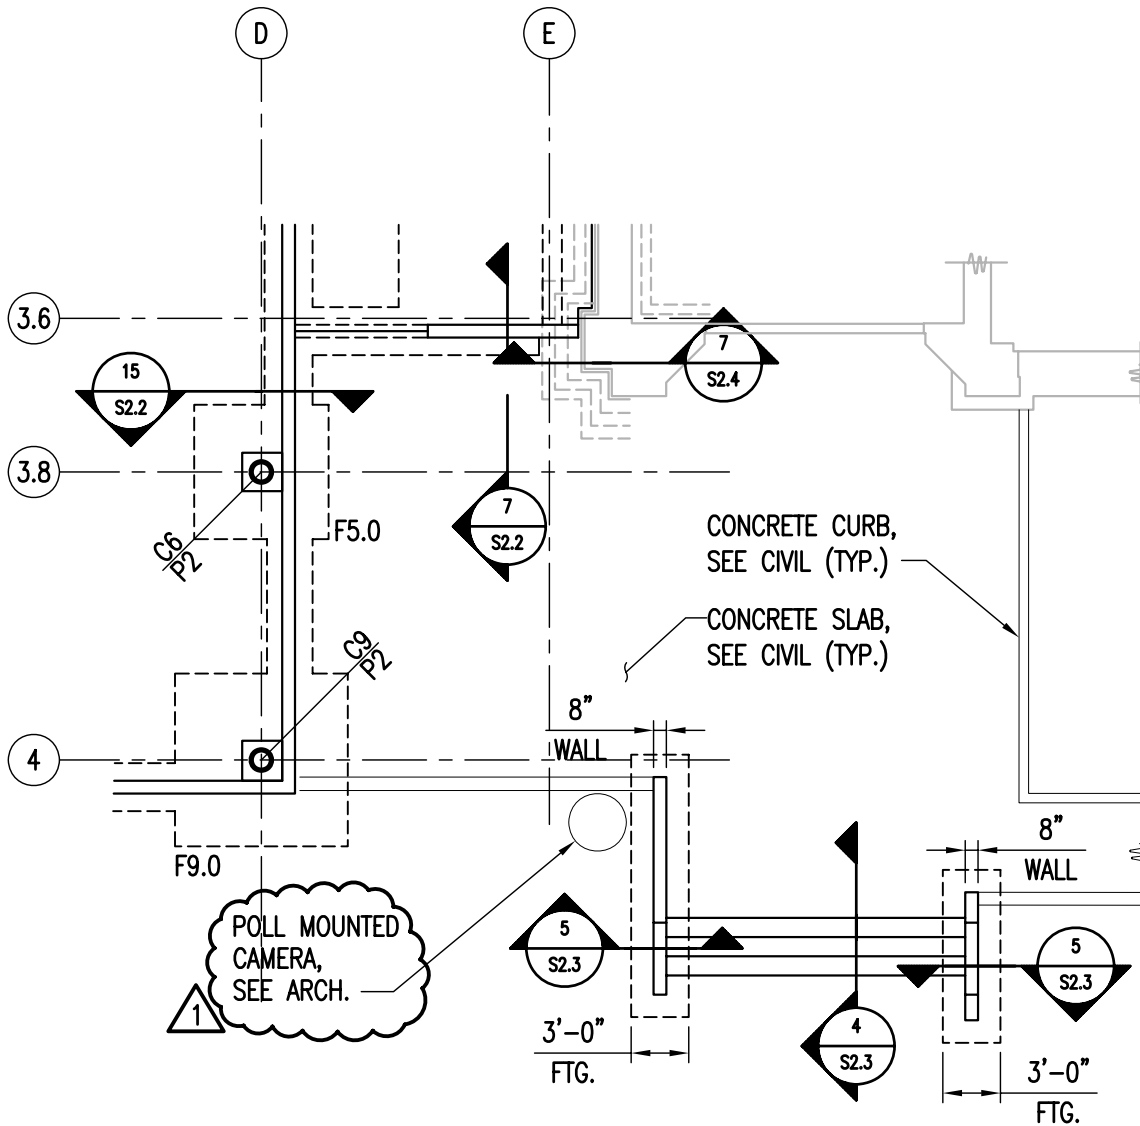 D
E
3.6
7
S2.4
15
S2.2
3.8
C6
P2
F5.0
7
S2.2
CONCRETE CURB,
SEE CIVIL (TYP.)
CONCRETE SLAB,
SEE CIVIL (TYP.)
C9
P2
8"
WALL
4
F9.0
8"
WALL
POLL MOUNTED
CAMERA,
SEE ARCH.
1
5
S2.3
5
S2.3
4
S2.3
3'-0"
FTG.
3'-0"
FTG.